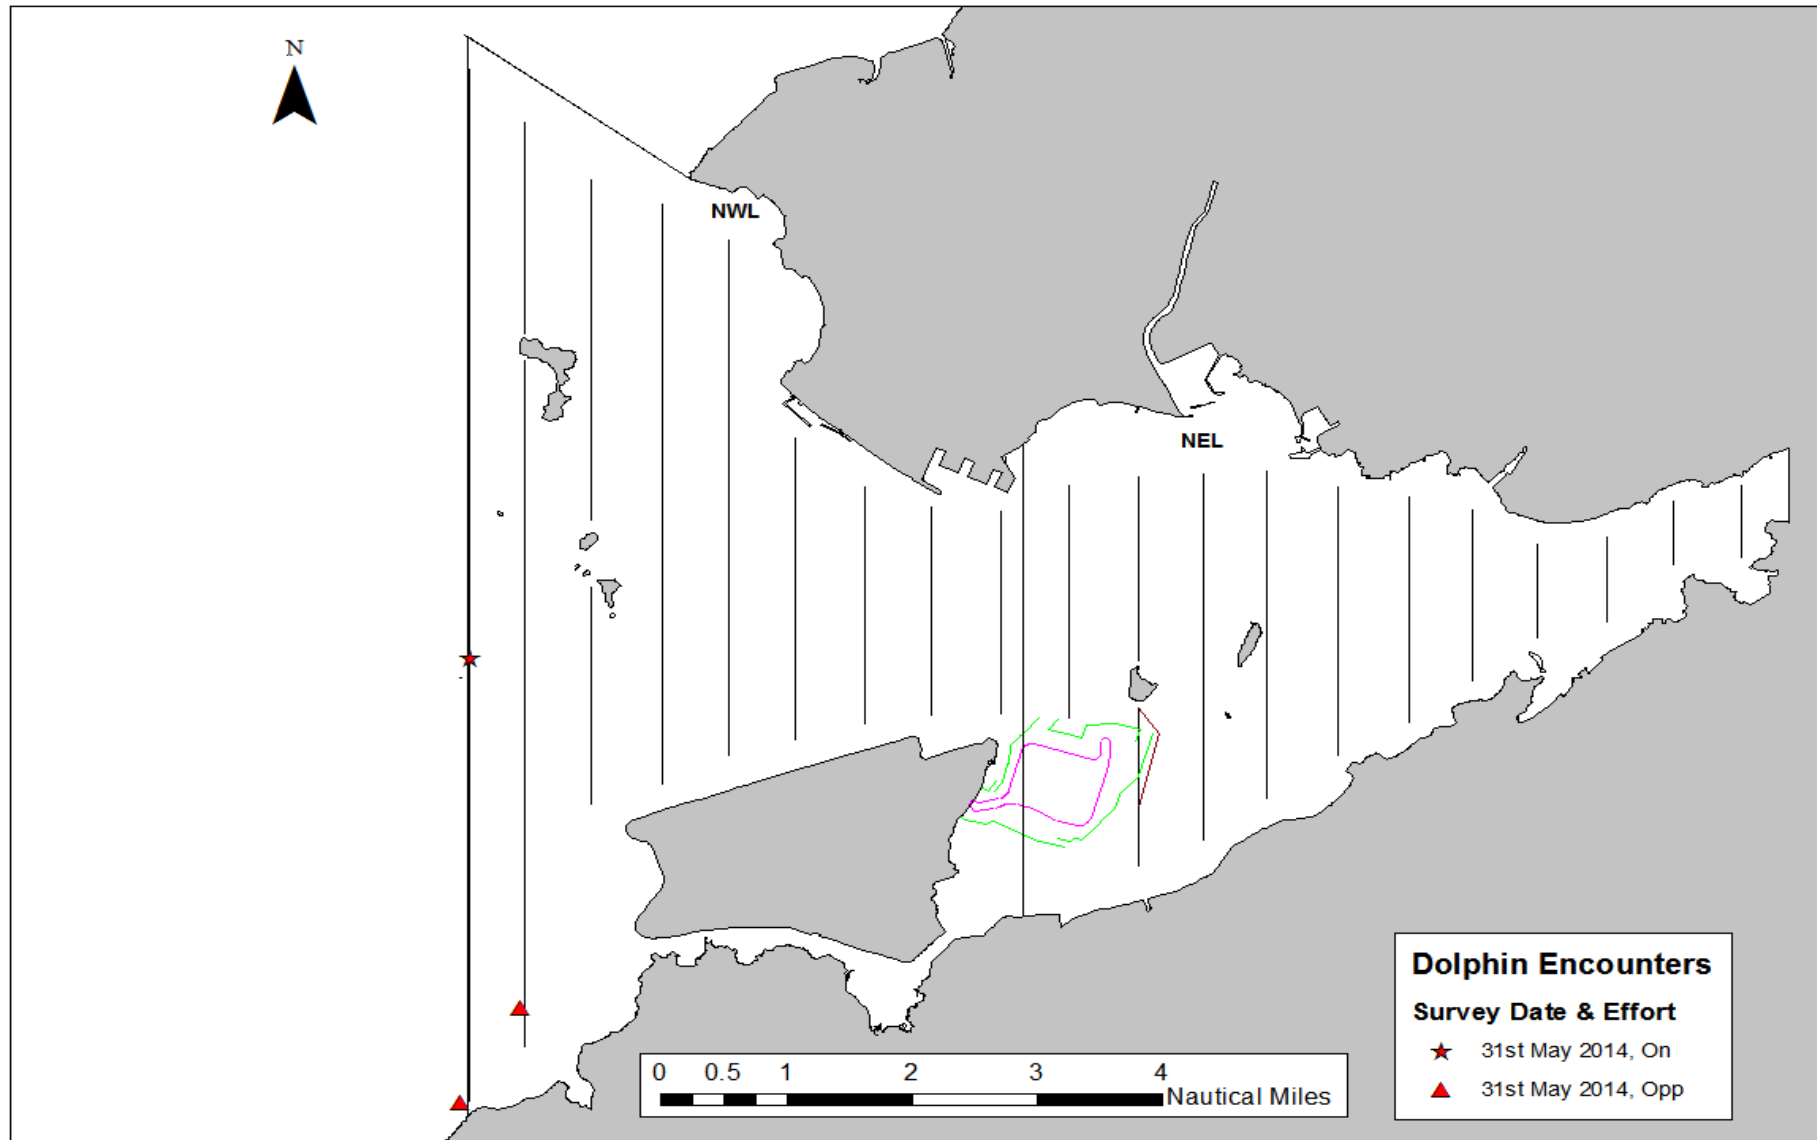 N
NWL
NEL
Dolphin Encounters
Survey Date & Effort
31st May 2014, On
31st May 2014, Opp
0 0.5 1 2 3 4
Nautical Miles